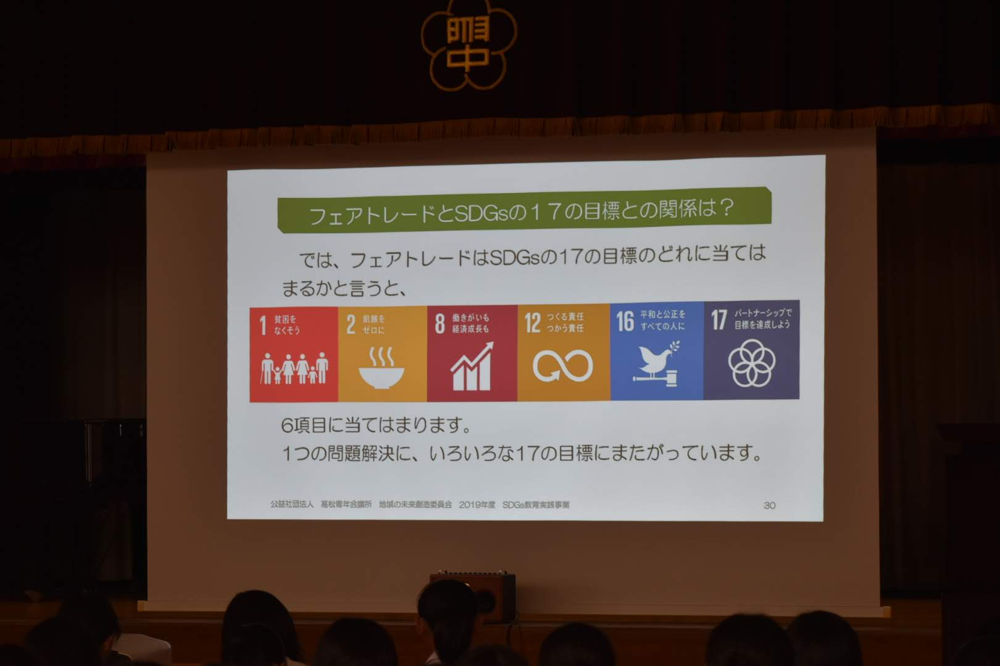 中
フェアトレードとSDGsの１７の目標との関係は？
では、フェアトレードはSDGsの17の目標のどれに当ては
まるかと言うと、
1 貧困を
なくそう
2 飢餓を
ゼロに
8 働きがいも
経済成長も
12 つくる責任
つかう責任
16 平和と公正を
すべての人に
17 パートナーシップで
目標を達成しよう
6項目に当てはまります。
1つの問題解決に、いろいろな17の目標にまたがっています。
公益社団法人　高松青年会議所　地域の未来創造委員会　2019年度　SDGs教育実践事業
30